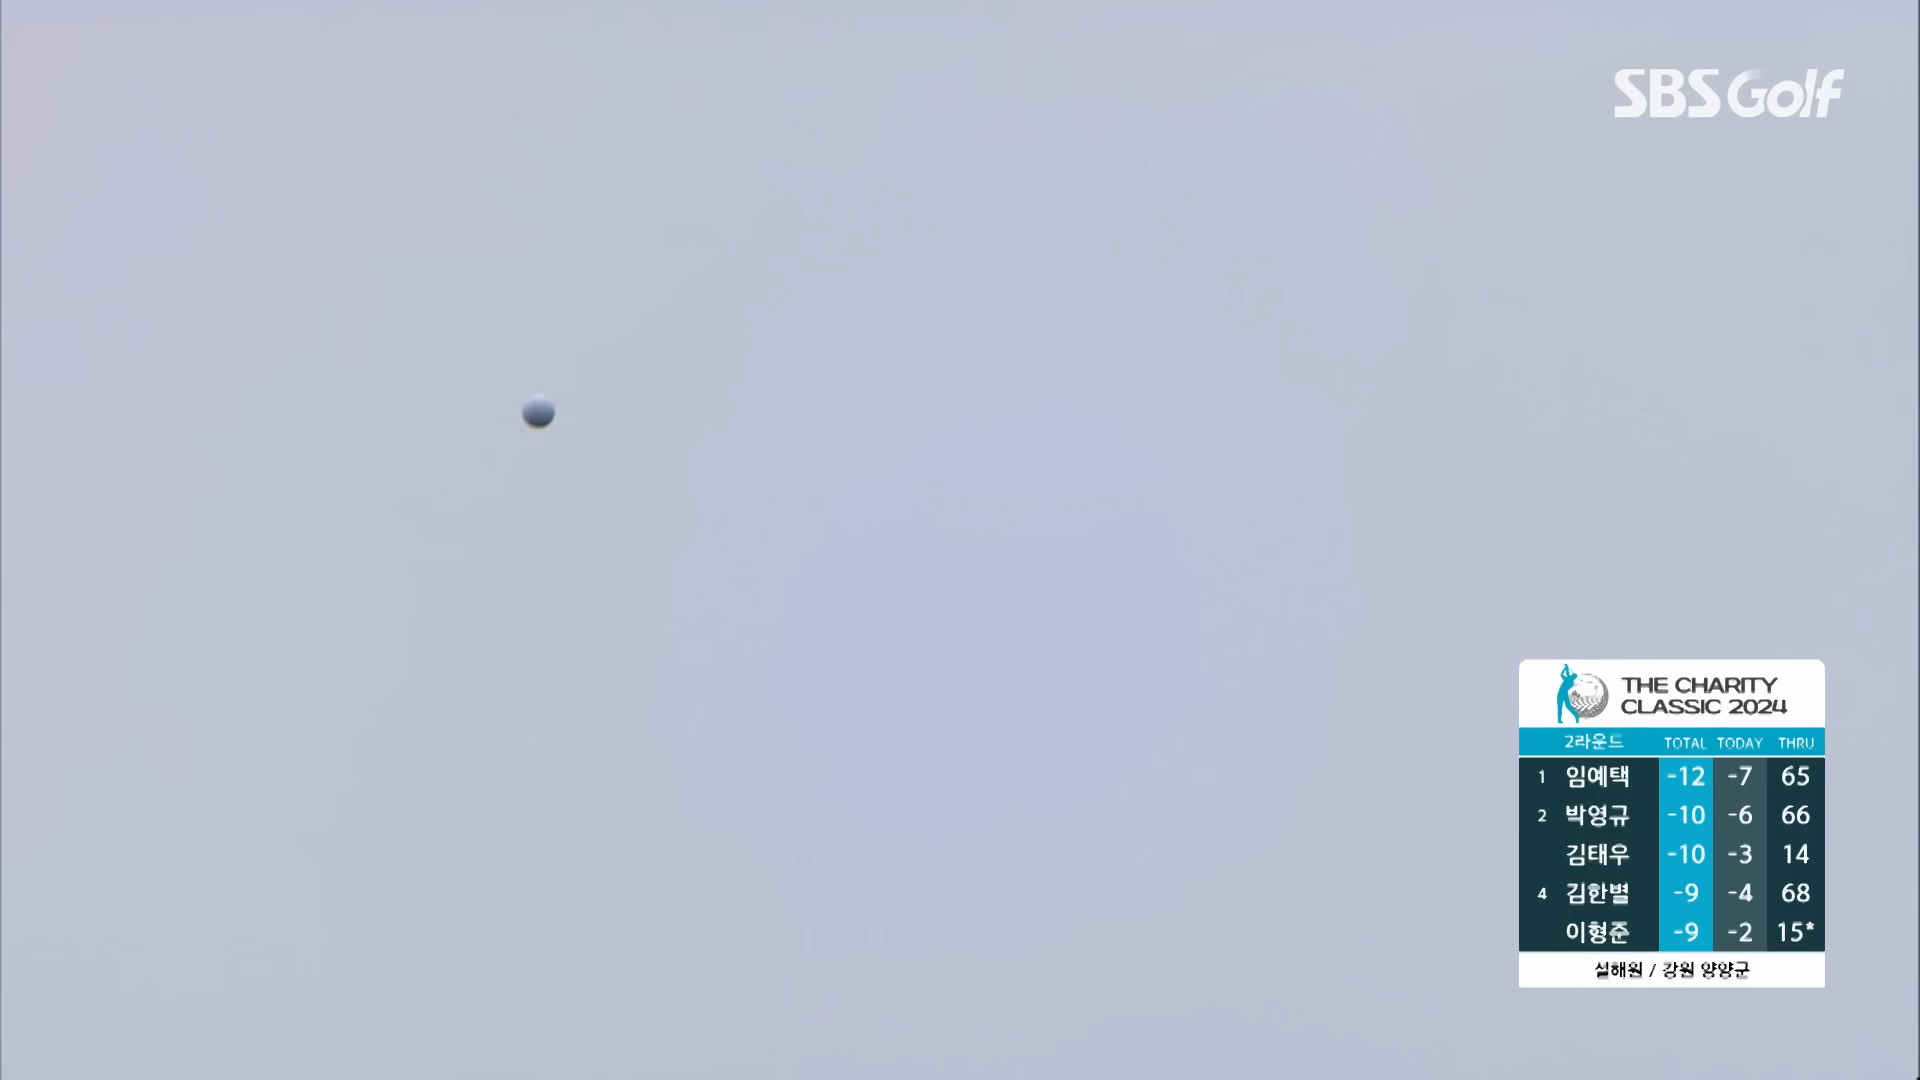 SBS Golf
THE CHARITY
CLASSIC 2024
2라운드 TOTAL TODAY THRU
1 임예택 -12 -7 65
2 박영규 -10 -6 66
김태우 -10 -3 14
4 김한별 -9 -4 68
이형준 -9 -2 15*
설해원 / 강원 양양군